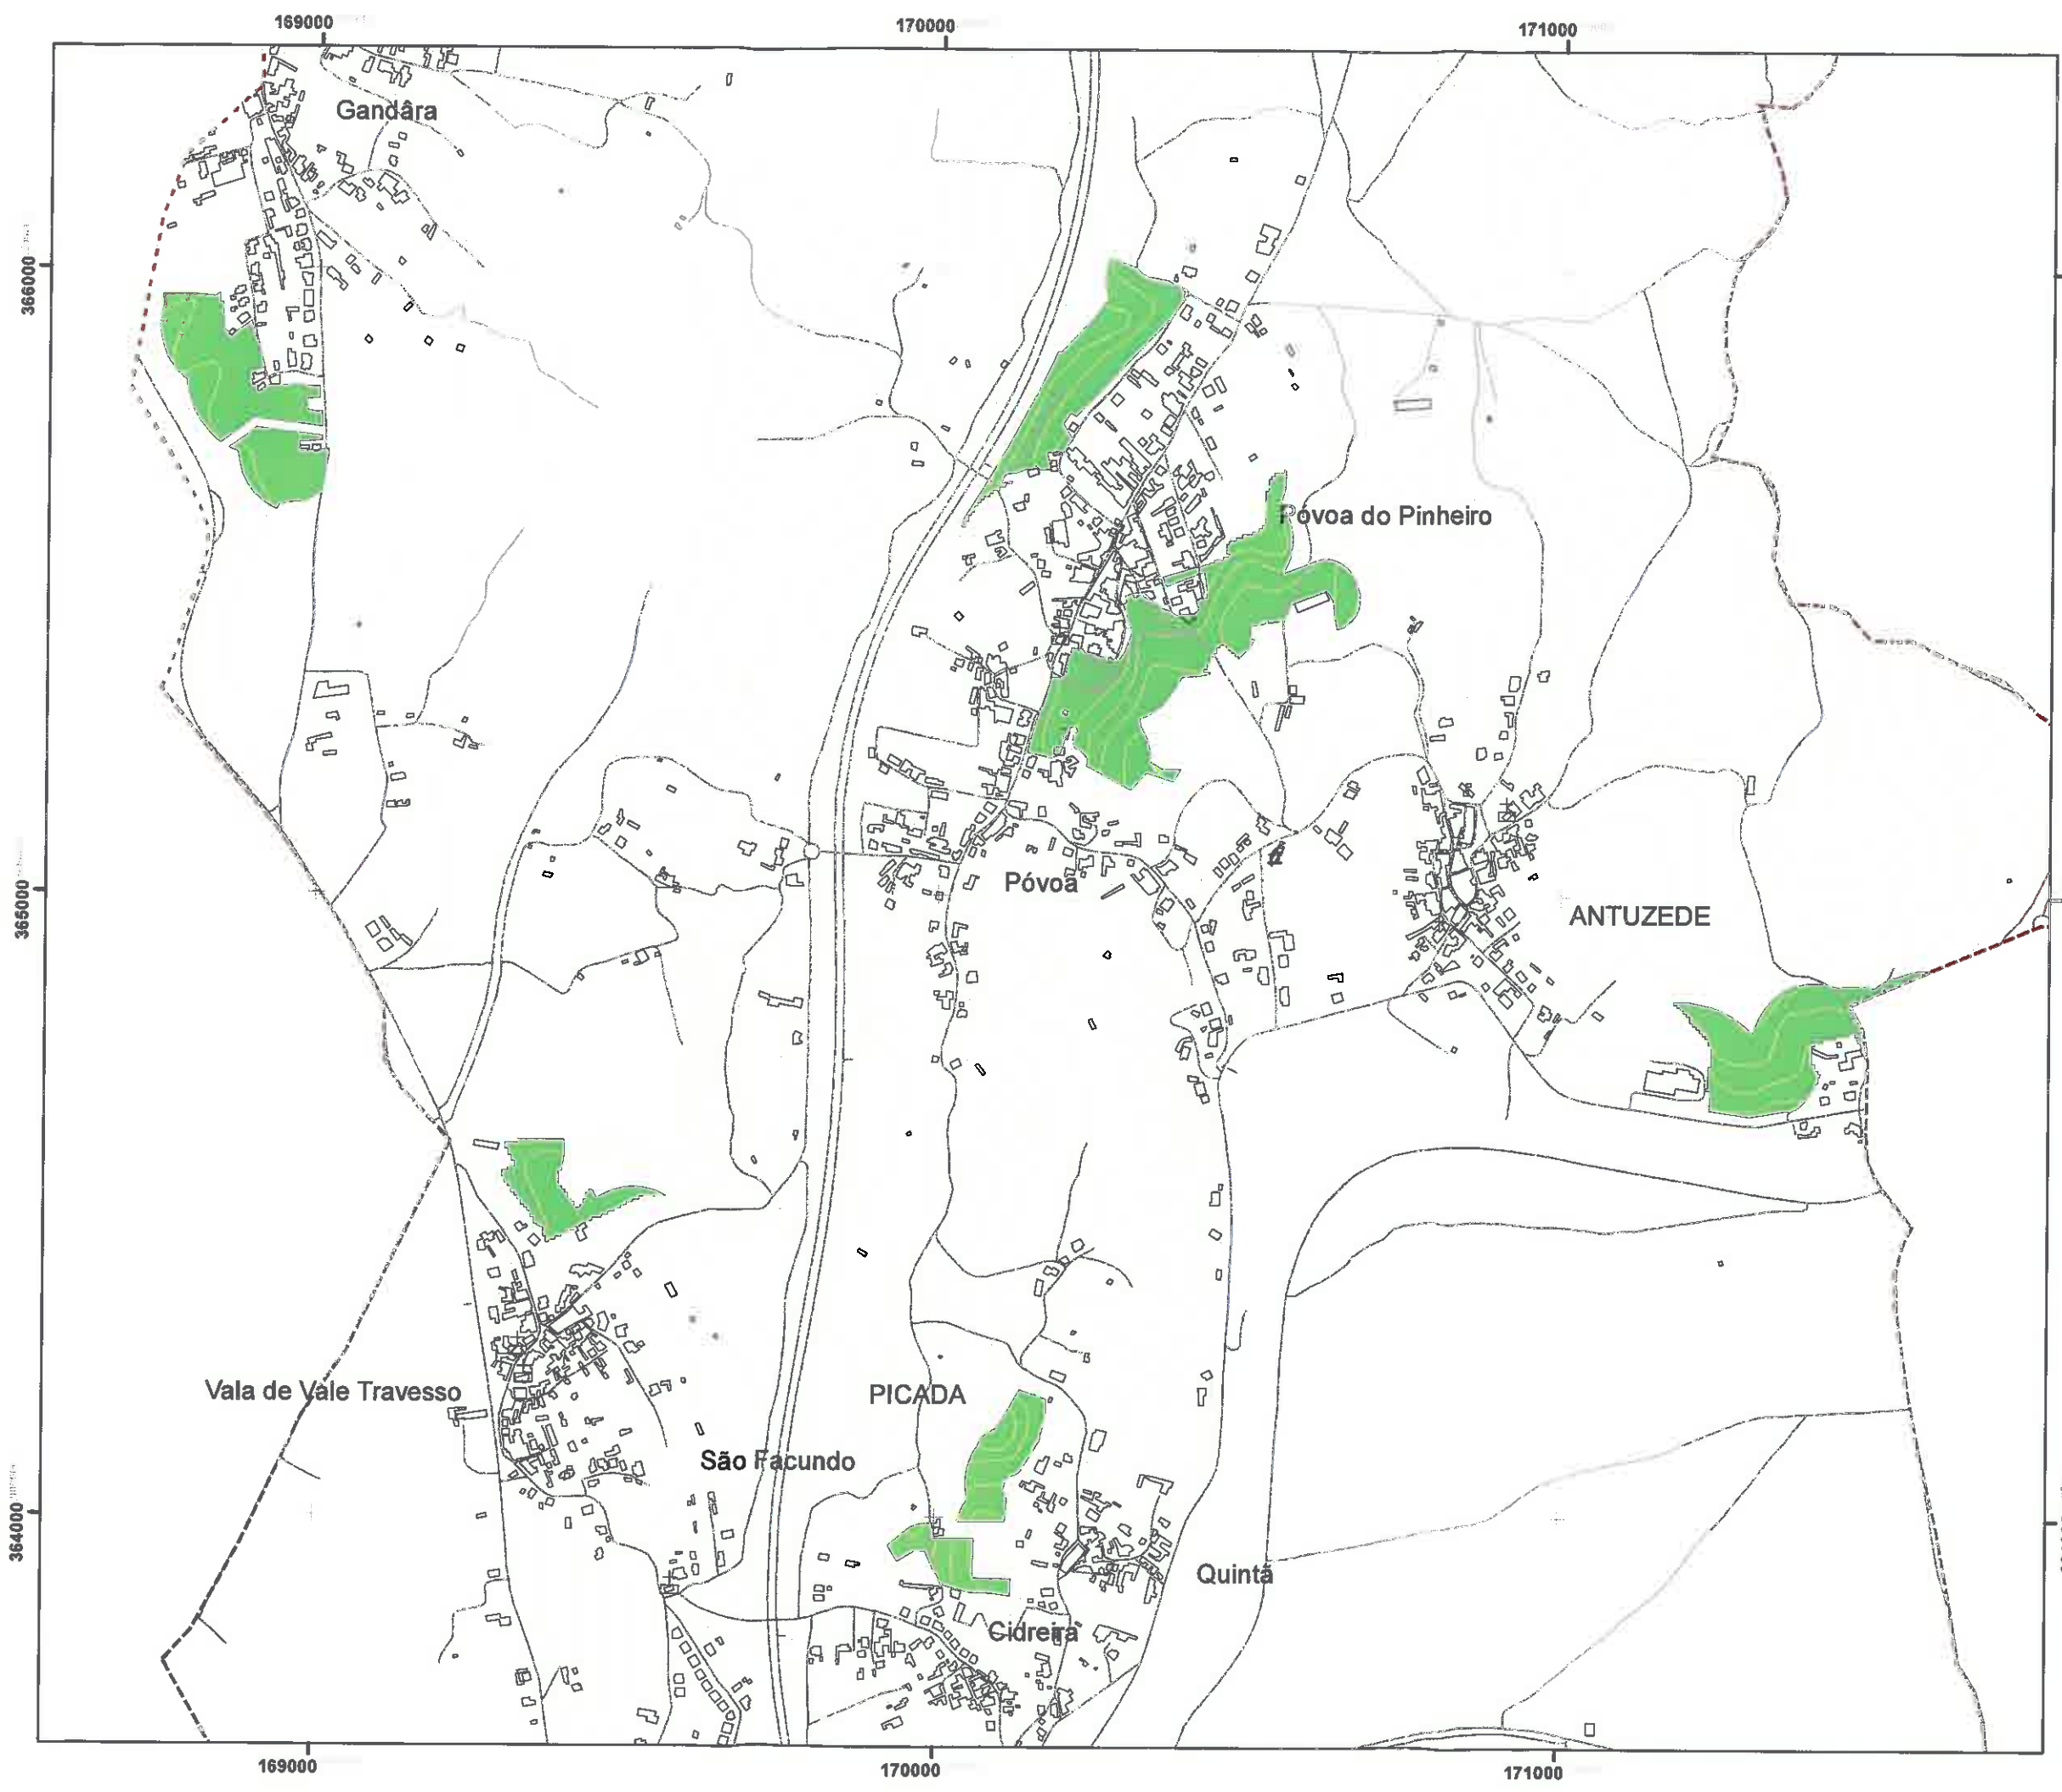 169000
170000
171000
Gandâra
366000
Póvoa do Pinheiro
365000
Póvoa
ANTUZEDE
Vala de Vale Travesso
PICADA
São Facundo
364000
Quintã
Cidreira
169000
170000
171000